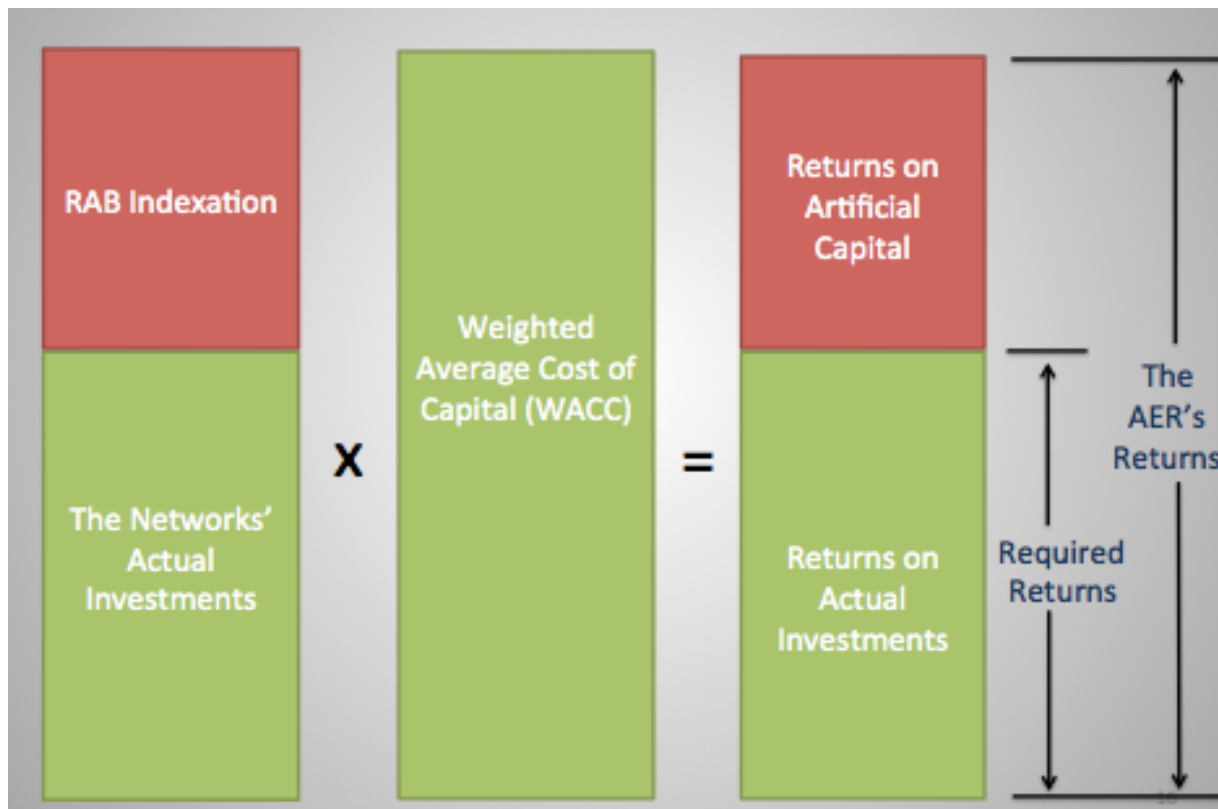 RAB Indexation
The Networks'
Actual
Investments
X
Weighted
Average Cost of
Capital (WACC)
=
Returns on
Artificial
Capital
Returns on
Actual
Investments
Required
Returns
The
AER's
Returns
16